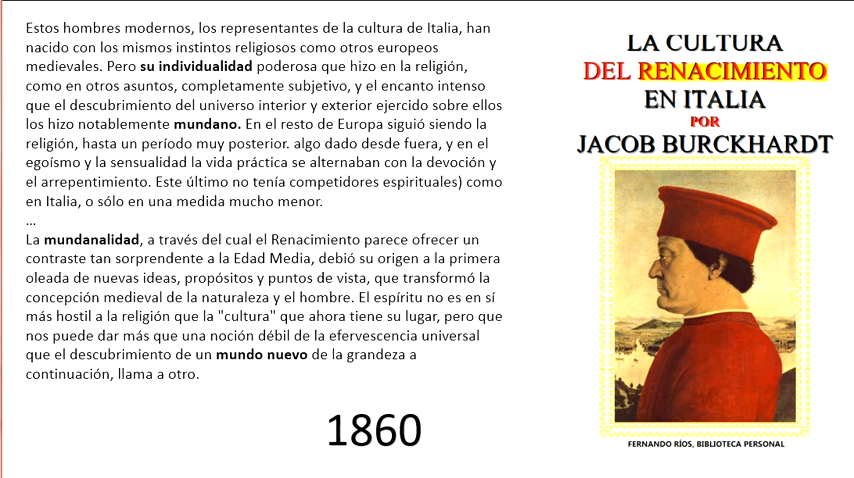 Estos hombres modernos, los representantes de la cultura de Italia, han
nacido con los mismos instintos religiosos como otros europeos
medievales. Pero su individualidad poderosa que hizo en la religión,
como en otros asuntos, completamente subjetivo, y el encanto intenso
que el descubrimiento del universo interior y exterior ejercido sobre ellos
los hizo notablemente mundano. En el resto de Europa siguió siendo la
religión, hasta un período muy posterior. algo dado desde fuera, y en el
egoísmo y la sensualidad la vida práctica se alternaban con la devoción y
el arrepentimiento. Este último no tenía competidores espirituales) como
en Italia, o sólo en una medida mucho menor.
...
La mundanalidad, a través del cual el Renacimiento parece ofrecer un
contraste tan sorprendente a la Edad Media, debió su origen a la primera
oleada de nuevas ideas, propósitos y puntos de vista, que transformó la
concepción medieval de la naturaleza y el hombre. El espíritu no es en sí
más hostil a la religión que la "cultura" que ahora tiene su lugar, pero que
nos puede dar más que una noción débil de la efervescencia universal
que el descubrimiento de un mundo nuevo de la grandeza a
continuación, llama a otro.
1860
LA CULTURA
DEL RENACIMIENTO
EN ITALIA
POR
JACOB BURCKHARDT
FERNANDO RÍOS, BIBLIOTECA PERSONAL